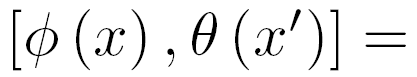 [ϕ (x) , θ (x′)] =